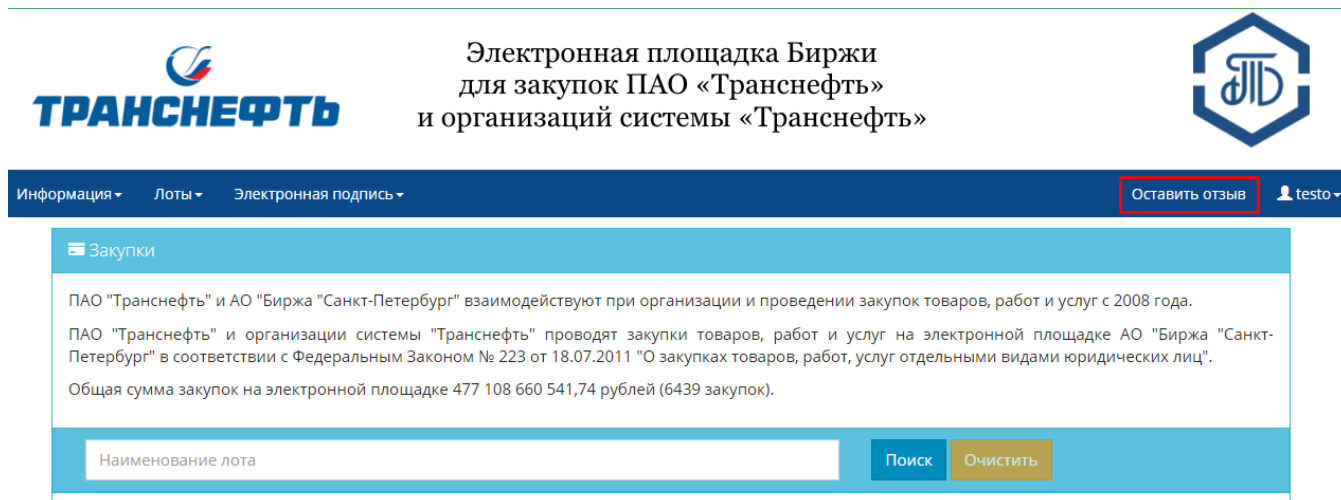 ТРАНСНЕФТЬ
Электронная площадка Биржи
для закупок ПАО «Транснефть»
и организаций системы «Транснефть»
Информация Лоты Электронная подпись Оставить отзыв testo
Закупки
ПАО "Транснефть" и АО "Биржа "Санкт-Петербург" взаимодействуют при организации и проведении закупок товаров, работ и услуг с 2008 года.
ПАО "Транснефть" и организации системы "Транснефть" проводят закупки товаров, работ и услуг на электронной площадке АО "Биржа "Санкт-
Петербург" в соответствии с Федеральным Законом № 223 от 18.07.2011 "О закупках товаров, работ, услуг отдельными видами юридических лиц".
Общая сумма закупок на электронной площадке 477 108 660 541,74 рублей (6439 закупок).
Наименование лота Поиск Очистить